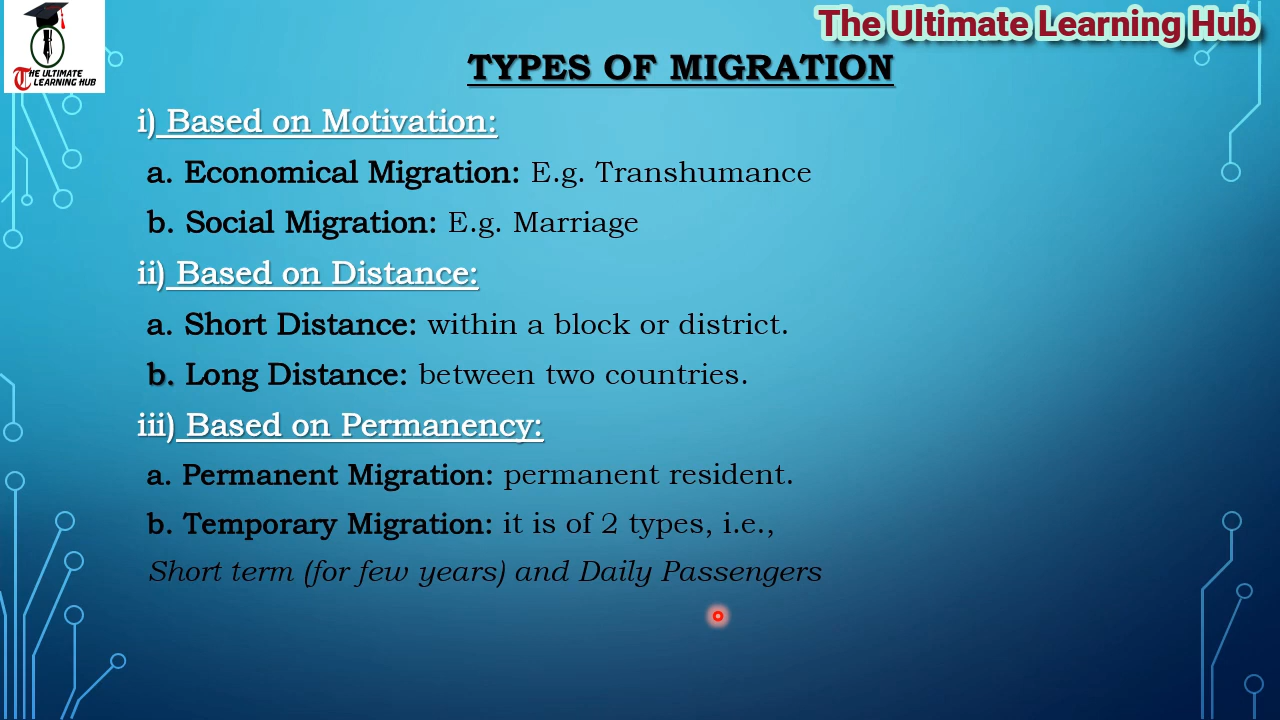 The Ultimate Learning Hub
THE ULTIMATE
LEARNING HUB
TYPES OF MIGRATION
i) Based on Motivation:
a. Economical Migration: E.g. Transhumance
b. Social Migration: E.g. Marriage
ii) Based on Distance:
a. Short Distance: within a block or district.
b. Long Distance: between two countries.
iii) Based on Permanency:
a. Permanent Migration: permanent resident.
b. Temporary Migration: it is of 2 types, i.e.,
Short term (for few years) and Daily Passengers